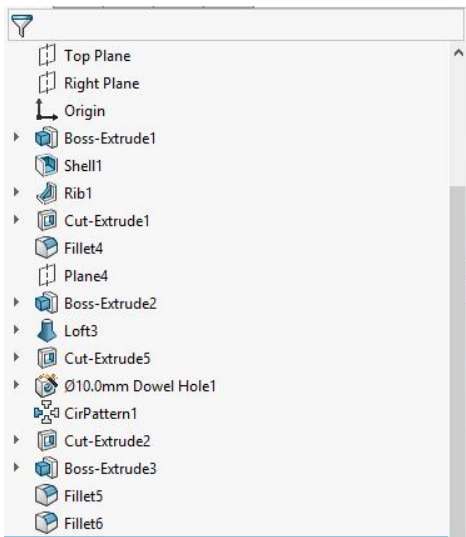 Top Plane
Right Plane
Origin
Boss-Extrude1
Shell1
Rib1
Cut-Extrude1
Fillet4
Plane4
Boss-Extrude2
Loft3
Cut-Extrude5
Ø10.0mm Dowel Hole1
CirPattern1
Cut-Extrude2
Boss-Extrude3
Fillet5
Fillet6